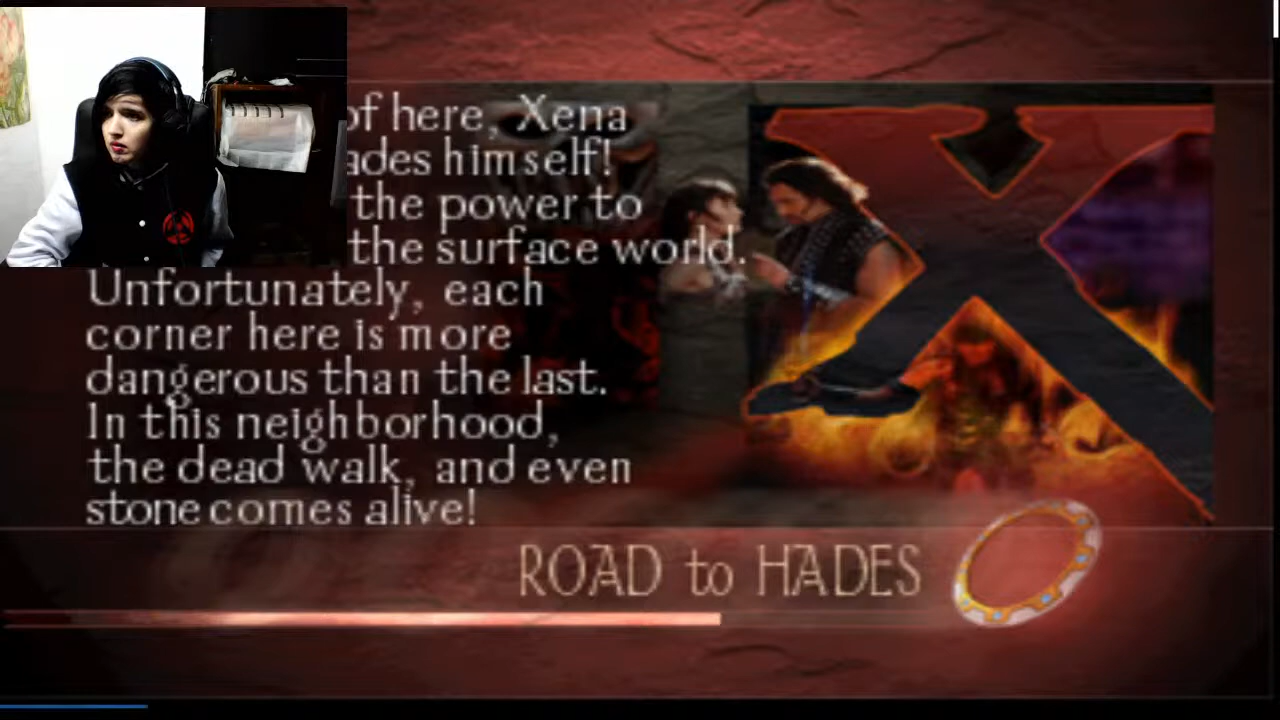 of here, Xena
ades himself!
the power to
the surface world.
Unfortunately, each
corner here is more
dangerous than the last.
In this neighborhood,
the dead walk, and even
stone comes alive!
ROAD to HADES